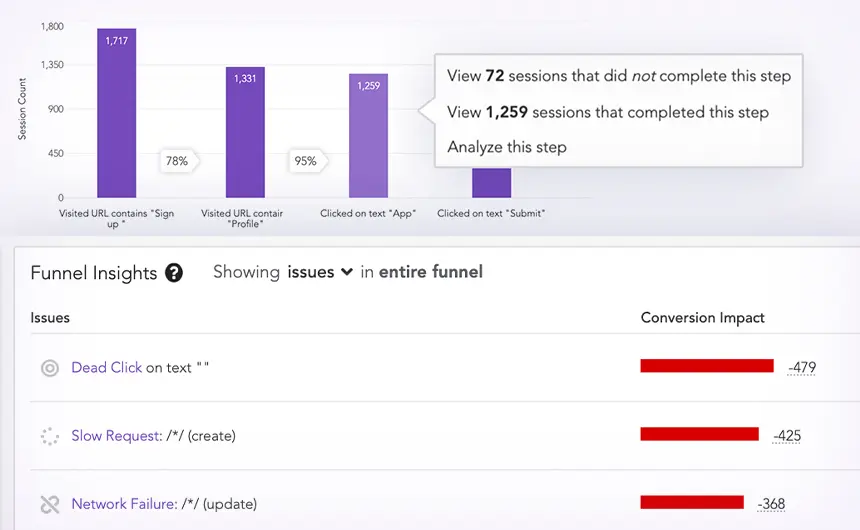 1,800
1,717
1,350
1,331
1,259
Session Count
900
450
0
78%
95%
View 72 sessions that did not complete this step
View 1,259 sessions that completed this step
Analyze this step
Visited URL contains "Sign
up "
Visited URL contair
"Profile"
Clicked on text "App"
Clicked on text "Submit"
Funnel Insights ?
Showing issues in entire funnel
Issues
Conversion Impact
Dead Click on text " "
-479
Slow Request: /*/ (create)
-425
Network Failure: /*/ (update)
-368